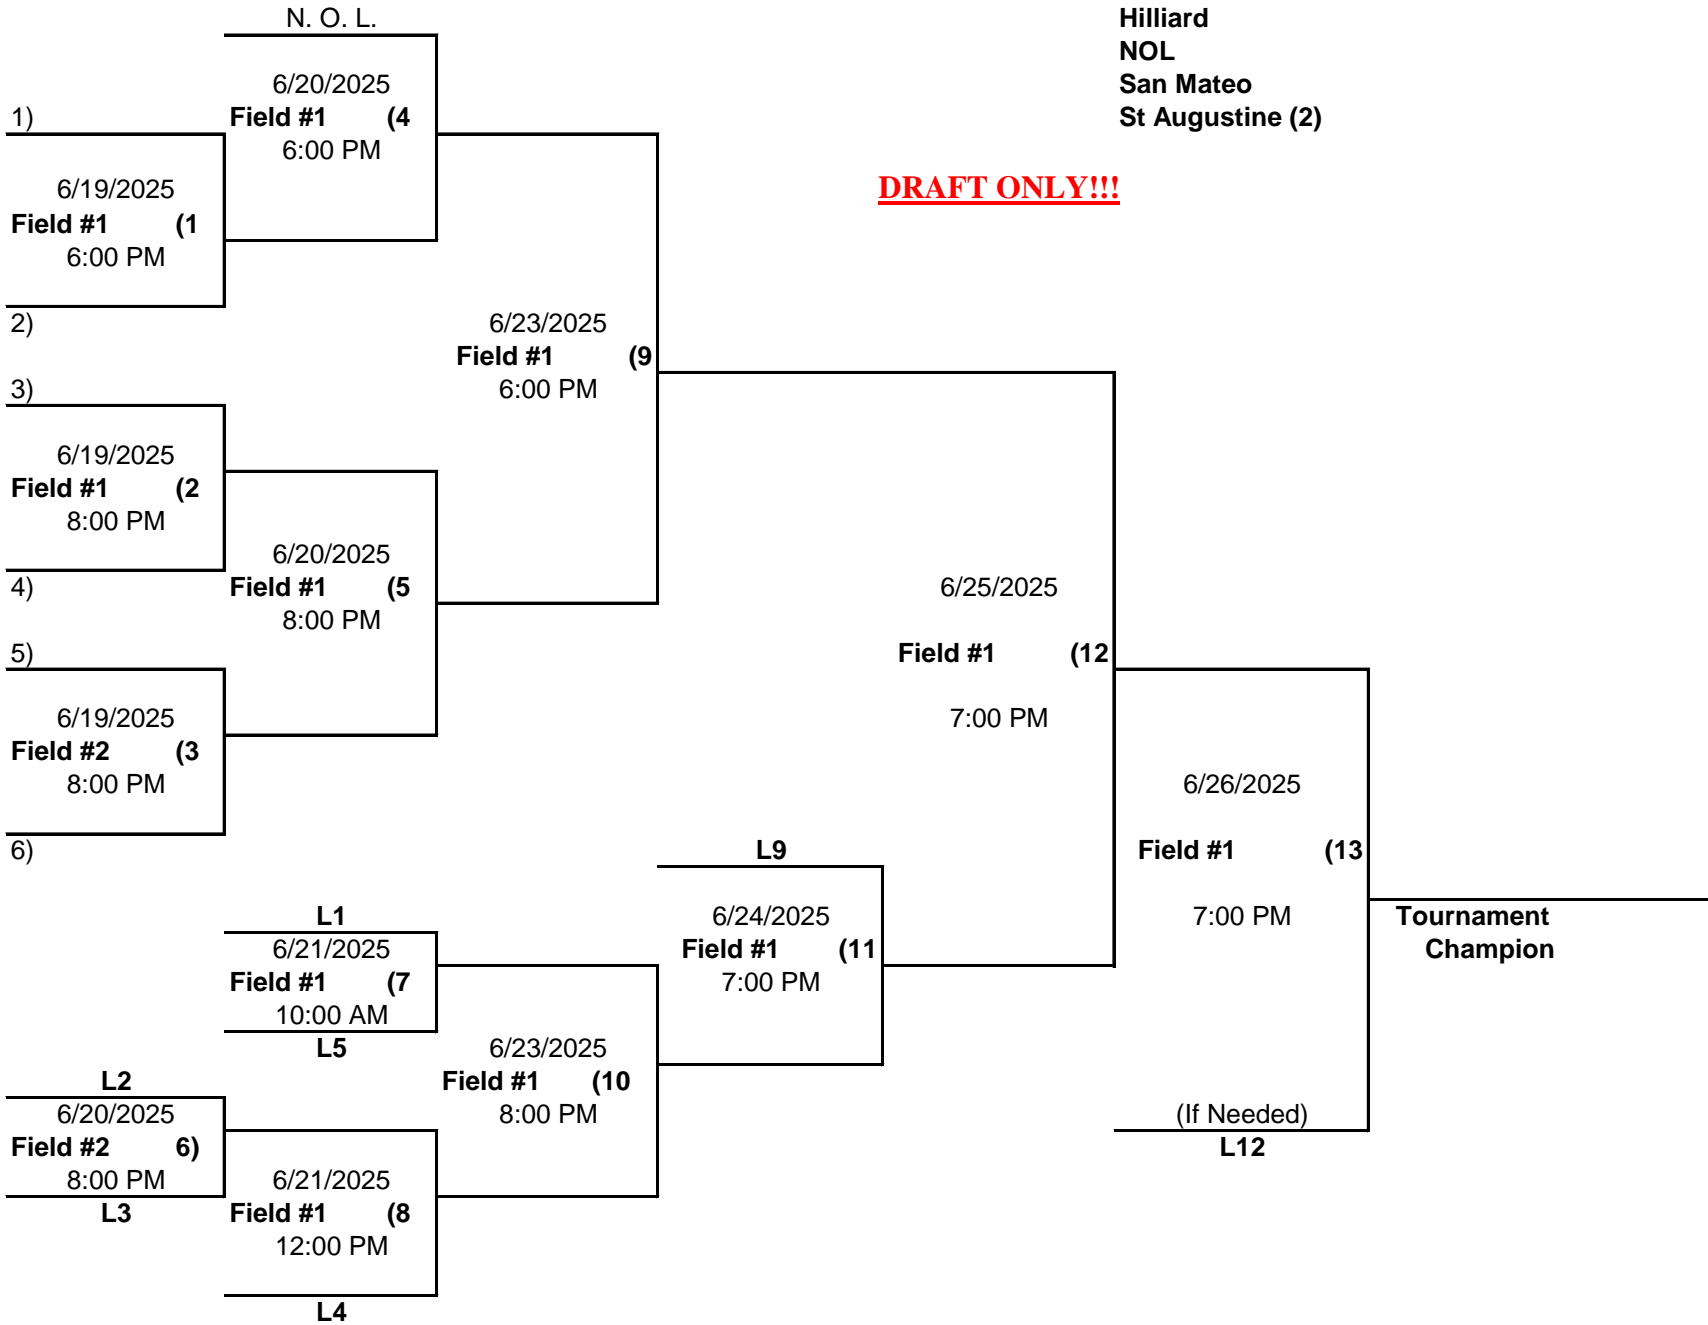 N. O. L.
Hilliard
NOL
San Mateo
St Augustine (2)
DRAFT ONLY!!!
6/20/2025
Field #1 (4
6:00 PM
1)
6/19/2025
Field #1 (1
6:00 PM
2)
6/23/2025
Field #1 (9
6:00 PM
3)
6/19/2025
Field #1 (2
8:00 PM
4)
6/20/2025
Field #1 (5
8:00 PM
5)
6/19/2025
Field #2 (3
8:00 PM
6)
6/25/2025
Field #1 (12
7:00 PM
6/26/2025
Field #1 (13
7:00 PM
Tournament
Champion
L9
6/24/2025
Field #1 (11
7:00 PM
L1
6/21/2025
Field #1 (7
10:00 AM
L5
6/23/2025
Field #1 (10
8:00 PM
L2
6/20/2025
Field #2 6)
8:00 PM
L3
6/21/2025
Field #1 (8
12:00 PM
L4
(If Needed)
L12